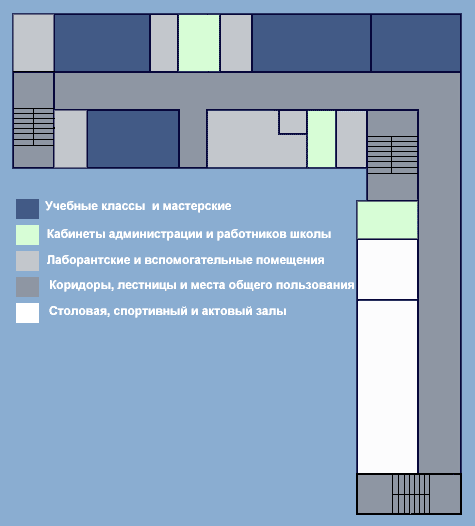 Учебные классы и мастерские
Кабинеты администрации и работников школы
Лаборантские и вспомогательные помещения
Коридоры, лестницы и места общего пользования
Столовая, спортивный и актовый залы